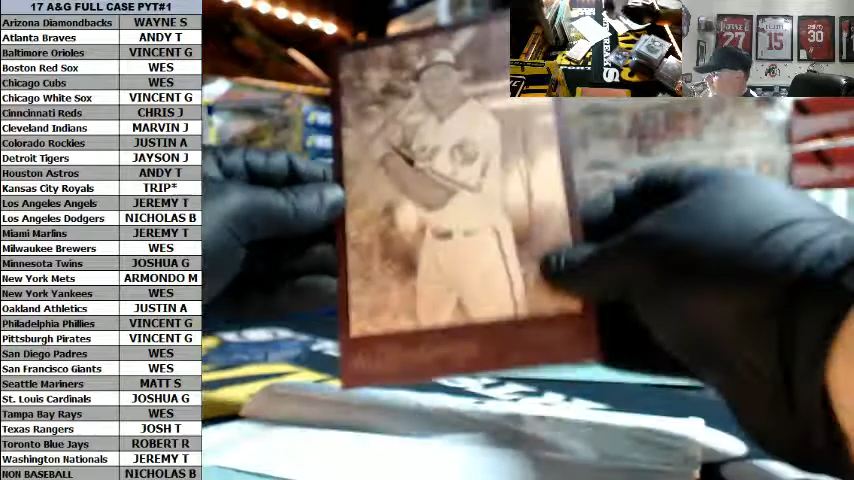 17 A&G FULL CASE PYT#1
Arizona Diamondbacks WAYNE S
Atlanta Braves ANDY T
Baltimore Orioles VINCENT G
Boston Red Sox WES
Chicago Cubs WES
Chicago White Sox VINCENT G
Cinncinnati Reds CHRIS J
Cleveland Indians MARVIN J
Colorado Rockies JUSTIN A
Detroit Tigers JAYSON J
Houston Astros ANDY T
Kansas City Royals TRIP*
Los Angeles Angels JEREMY T
Los Angeles Dodgers NICHOLAS B
Miami Marlins JEREMY T
Milwaukee Brewers WES
Minnesota Twins JOSHUA G
New York Mets ARMONDO M
New York Yankees WES
Oakland Athletics JUSTIN A
Philadelphia Phillies VINCENT G
Pittsburgh Pirates VINCENT G
San Diego Padres WES
San Francisco Giants WES
Seattle Mariners MATT S
St. Louis Cardinals JOSHUA G
Tampa Bay Rays WES
Texas Rangers JOSH T
Toronto Blue Jays ROBERT R
Washington Nationals JEREMY T
NON BASEBALL NICHOLAS B
27
15
30